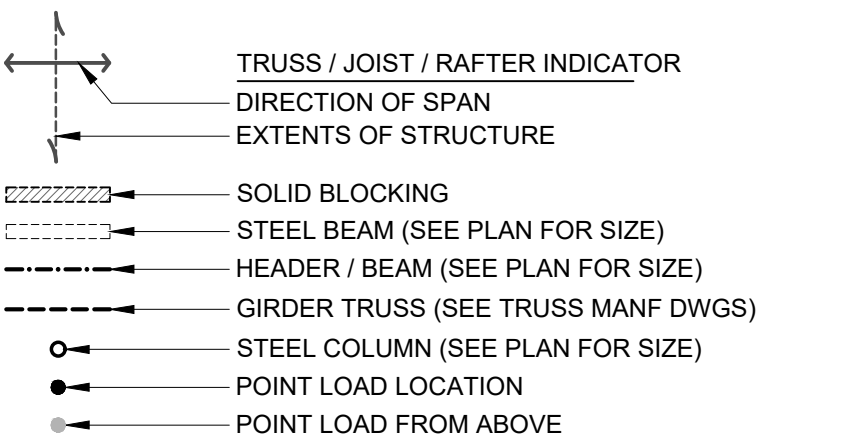 TRUSS / JOIST / RAFTER INDICATOR
DIRECTION OF SPAN
EXTENTS OF STRUCTURE
SOLID BLOCKING
STEEL BEAM (SEE PLAN FOR SIZE)
HEADER / BEAM (SEE PLAN FOR SIZE)
GIRDER TRUSS (SEE TRUSS MANF DWGS)
STEEL COLUMN (SEE PLAN FOR SIZE)
POINT LOAD LOCATION
POINT LOAD FROM ABOVE